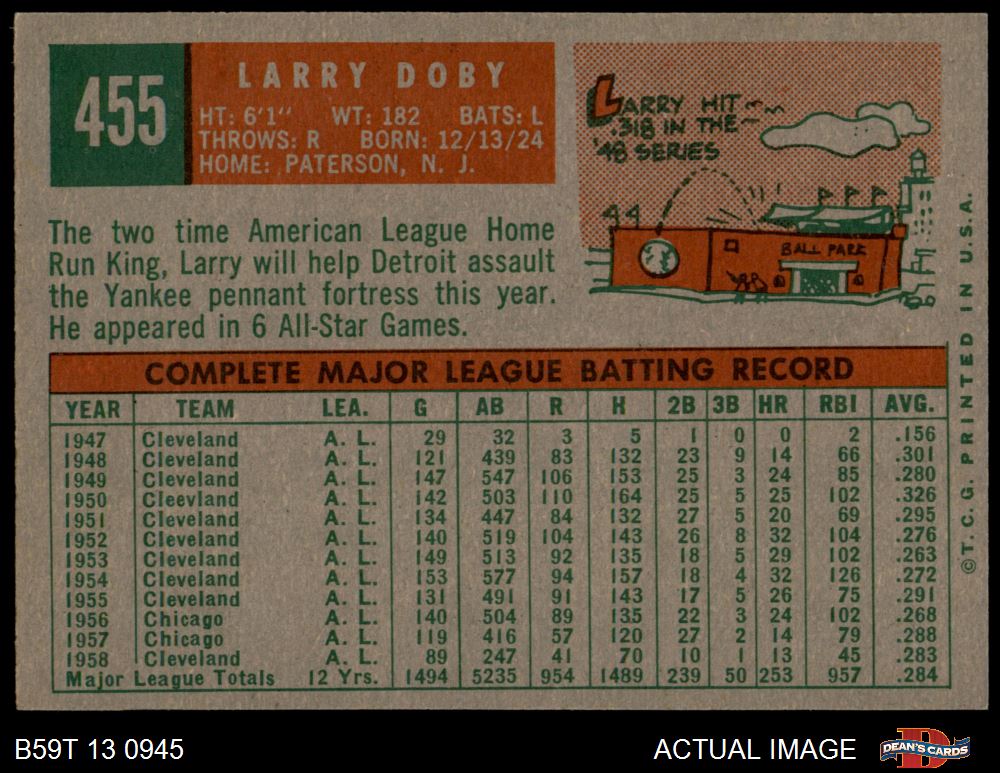 455
LARRY DOBY
HT: 6'1" WT: 182 BATS: L
THROWS: R BORN: 12/13/24
HOME: PATERSON, N. J.
LARRY HIT
.318 IN THE
'48 SERIES
BALL PARK
The two time American League Home
Run King, Larry will help Detroit assault
the Yankee pennant fortress this year.
He appeared in 6 All-Star Games.
COMPLETE MAJOR LEAGUE BATTING RECORD
YEAR TEAM LEA. G AB R H 2B 3B HR RBI AVG.
1947 Cleveland A. L. 29 32 3 5 1 0 0 2 .156
1948 Cleveland A. L. 121 439 83 132 23 9 14 66 .301
1949 Cleveland A. L. 147 547 106 153 25 3 24 85 .280
1950 Cleevland A. L. 142 503 110 164 25 5 25 102 .326
1951 Cleveland A. L. 134 447 84 132 27 5 20 69 .295
1952 Cleveland A. L. 140 519 104 143 26 8 32 104 .276
1953 Cleveland A. L. 149 513 92 135 18 5 29 102 .263
1954 Cleveland A. L. 153 577 94 157 18 4 32 126 .272
1955 Cleveland A. L. 131 491 91 143 17 5 26 75 .291
1956 Chicago A. L. 140 504 89 135 22 3 24 102 .268
1957 Chicago A. L. 119 416 57 120 27 2 14 79 .288
1958 Cleveland A. L. 89 247 41 70 10 1 13 45 .283
Major League Totals 12 Yrs. 1494 5235 954 1489 239 50 253 957 .284
©T.C.G. PRINTED IN U.S.A.
B59T 13 0945
ACTUAL IMAGE
DEAN'S CARDS